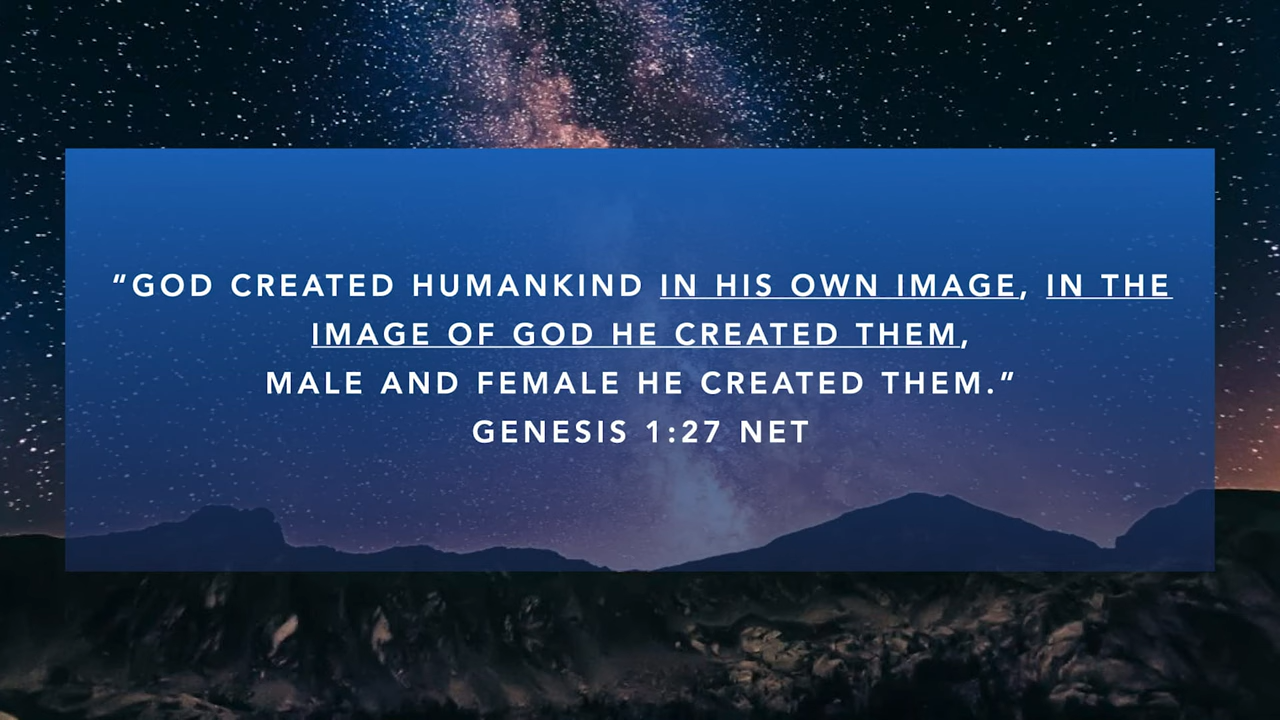 “GOD CREATED HUMANKIND IN HIS OWN IMAGE, IN THE
IMAGE OF GOD HE CREATED THEM,
MALE AND FEMALE HE CREATED THEM.“
GENESIS 1:27 NET